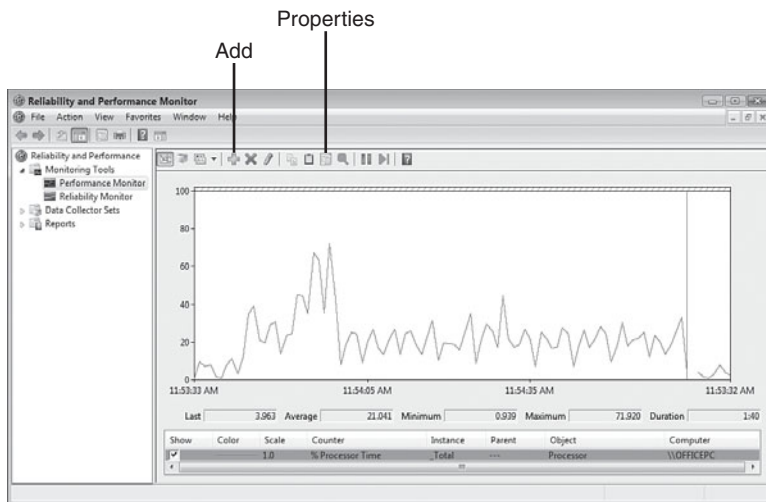 Properties
Add
Reliability and Performance Monitor
File Action View Favorites Window Help
Reliability and Performance
Monitoring Tools
Performance Monitor
Reliability Monitor
Data Collector Sets
Reports
100
80
60
40
20
0
11:53:33 AM 11:54:05 AM 11:54:35 AM 11:53:32 AM
Last 3.963 Average 21.041 Minimum 0.939 Maximum 71.920 Duration 1:40
Show Color Scale Counter Instance Parent Object Computer
1.0 % Processor Time _Total --- Processor \\OFFICEPC